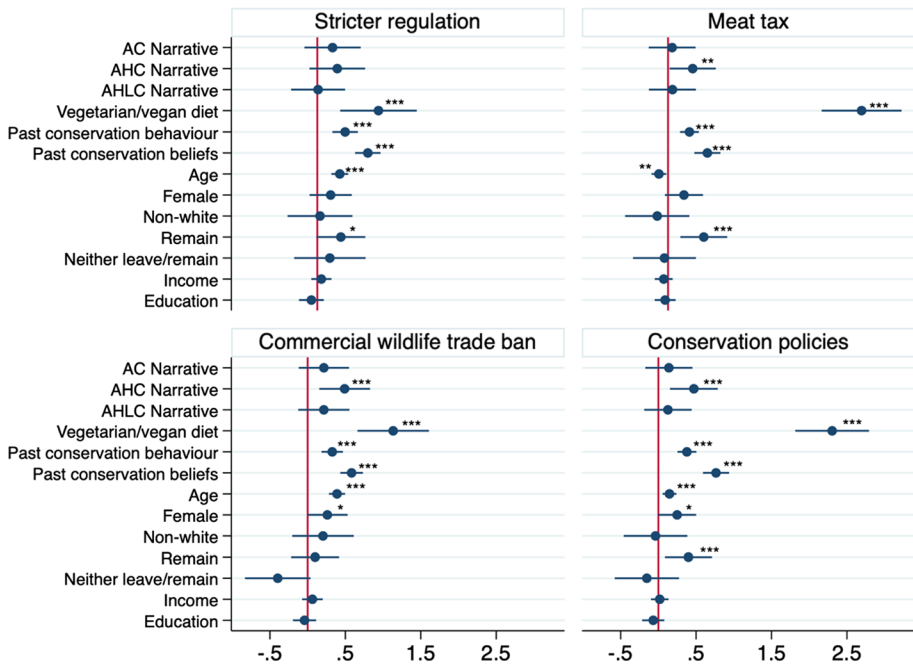 Stricter regulation
Meat tax
AC Narrative
AHC Narrative
**
AHLC Narrative
Vegetarian/vegan diet
***
***
Past conservation behaviour
***
***
Past conservation beliefs
***
***
Age
***
**
Female
Non-white
Remain
*
***
Neither leave/remain
Income
Education
Commercial wildlife trade ban
Conservation policies
AC Narrative
AHC Narrative
***
***
AHLC Narrative
Vegetarian/vegan diet
***
***
Past conservation behaviour
***
***
Past conservation beliefs
***
***
Age
***
***
Female
*
*
Non-white
Remain
***
Neither leave/remain
Income
Education
-.5 .5 1.5 2.5
-.5 .5 1.5 2.5